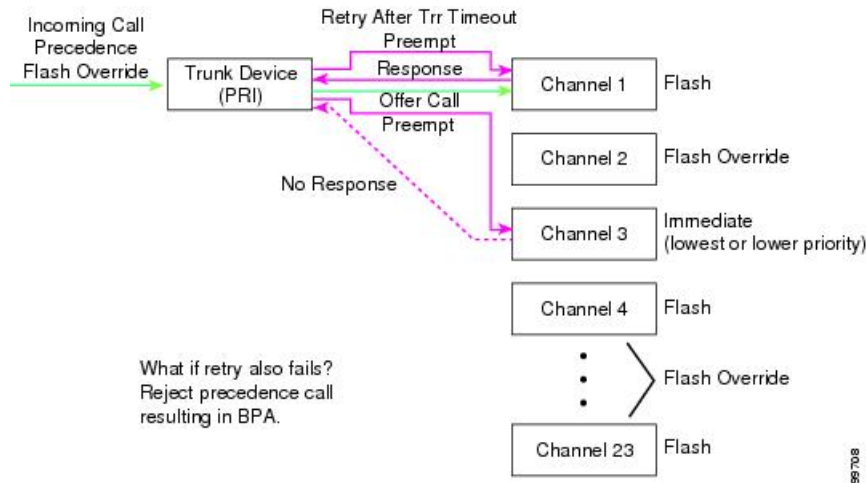 Incoming Call
Precedence
Flash Override
Trunk Device
(PRI)
Retry After Trr Timeout
Preempt
Response
Offer Call
Preempt
No Response
Channel 1
Flash
Channel 2
Flash Override
Channel 3
Immediate
(lowest or lower priority)
Channel 4
Flash
Flash Override
Channel 23
Flash
What if retry also fails?
Reject precedence call
resulting in BPA.
99708